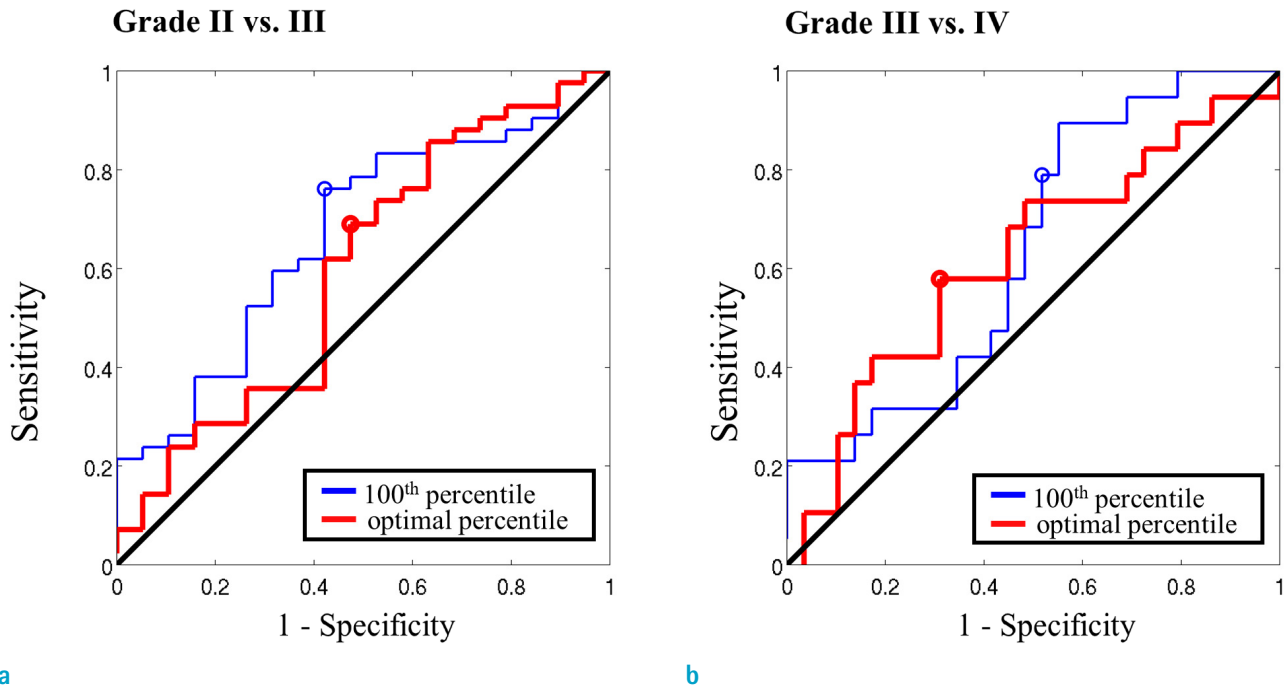 Grade II vs. III
Sensitivity
1
0.8
0.6
0.4
0.2
0
0 0.2 0.4 0.6 0.8 1
100th percentile
optimal percentile
1 - Specificity
a
Grade III vs. IV
Sensitivity
1
0.8
0.6
0.4
0.2
0
0 0.2 0.4 0.6 0.8 1
100th percentile
optimal percentile
1 - Specificity
b